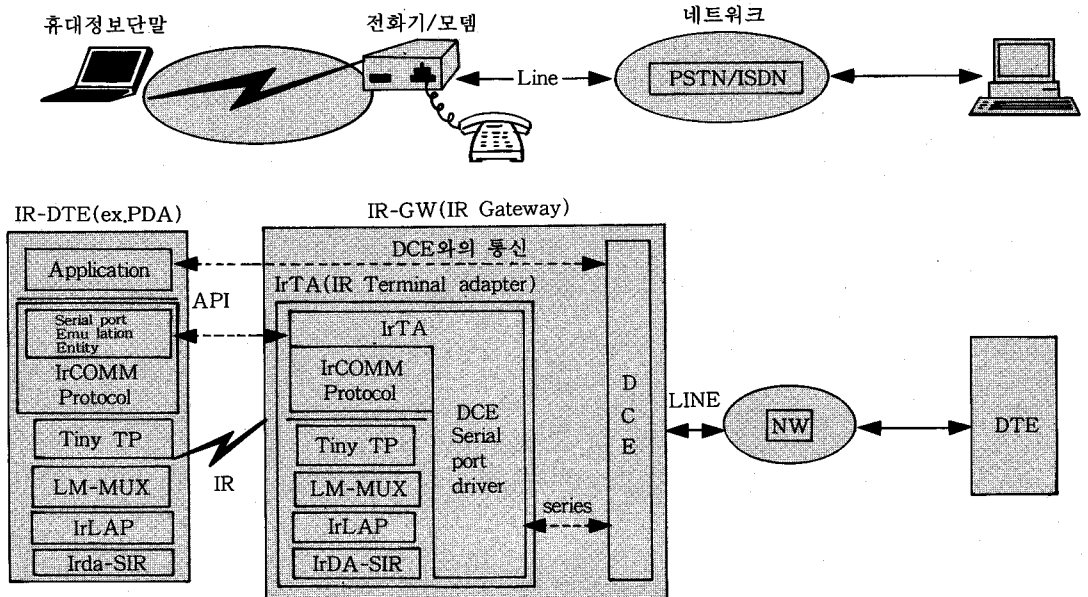 휴대정보단말
전화기/모뎀
네트워크
Line
PSTN/ISDN
IR-DTE(ex.PDA)
IR-GW(IR Gateway)
Application
DCE와의 통신
API
IrTA(IR Terminal adapter)
Serial port
Emu lation
Entity
IrCOMM
Protocol
IrTA
IrCOMM
Protocol
DCE
Serial
port
driver
Tiny TP
LM-MUX
IrLAP
Irda-SIR
IR
Tiny TP
LM-MUX
IrLAP
IrDA-SIR
series
D
C
E
LINE
NW
DTE